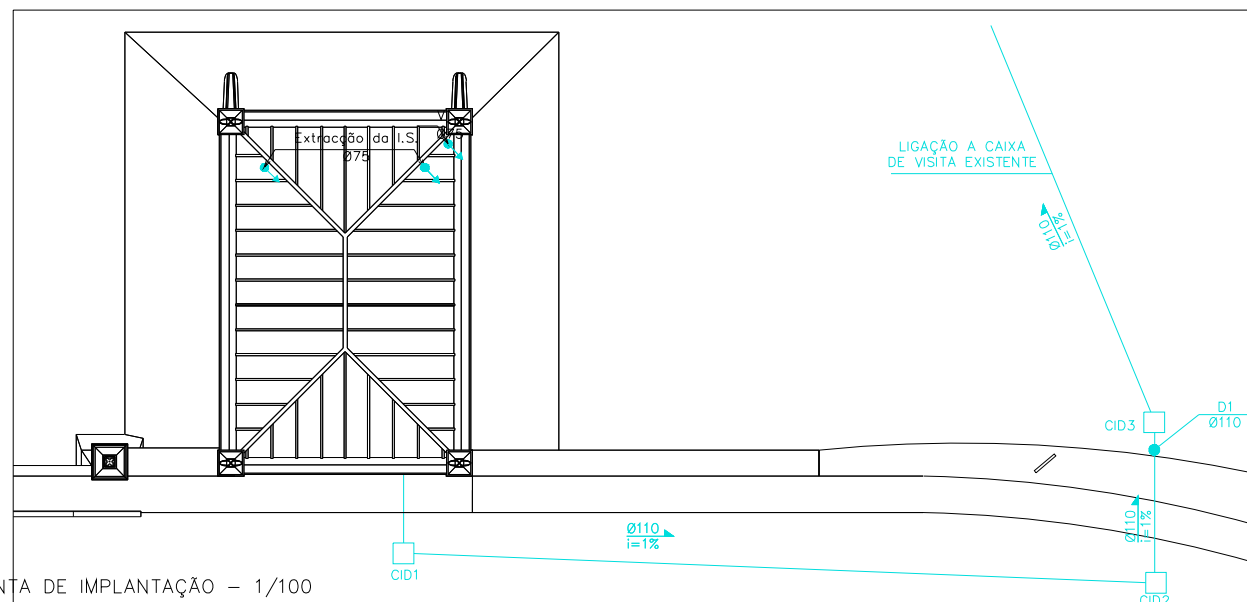 Extracção da I.S.
Ø75
V
Ø75
LIGAÇÃO A CAIXA
DE VISITA EXISTENTE
Ø110
i=1%
D1
Ø110
CID3
Ø110
i=1%
Ø110
i=1%
CID1
CID2
NTA DE IMPLANTAÇÃO – 1/100